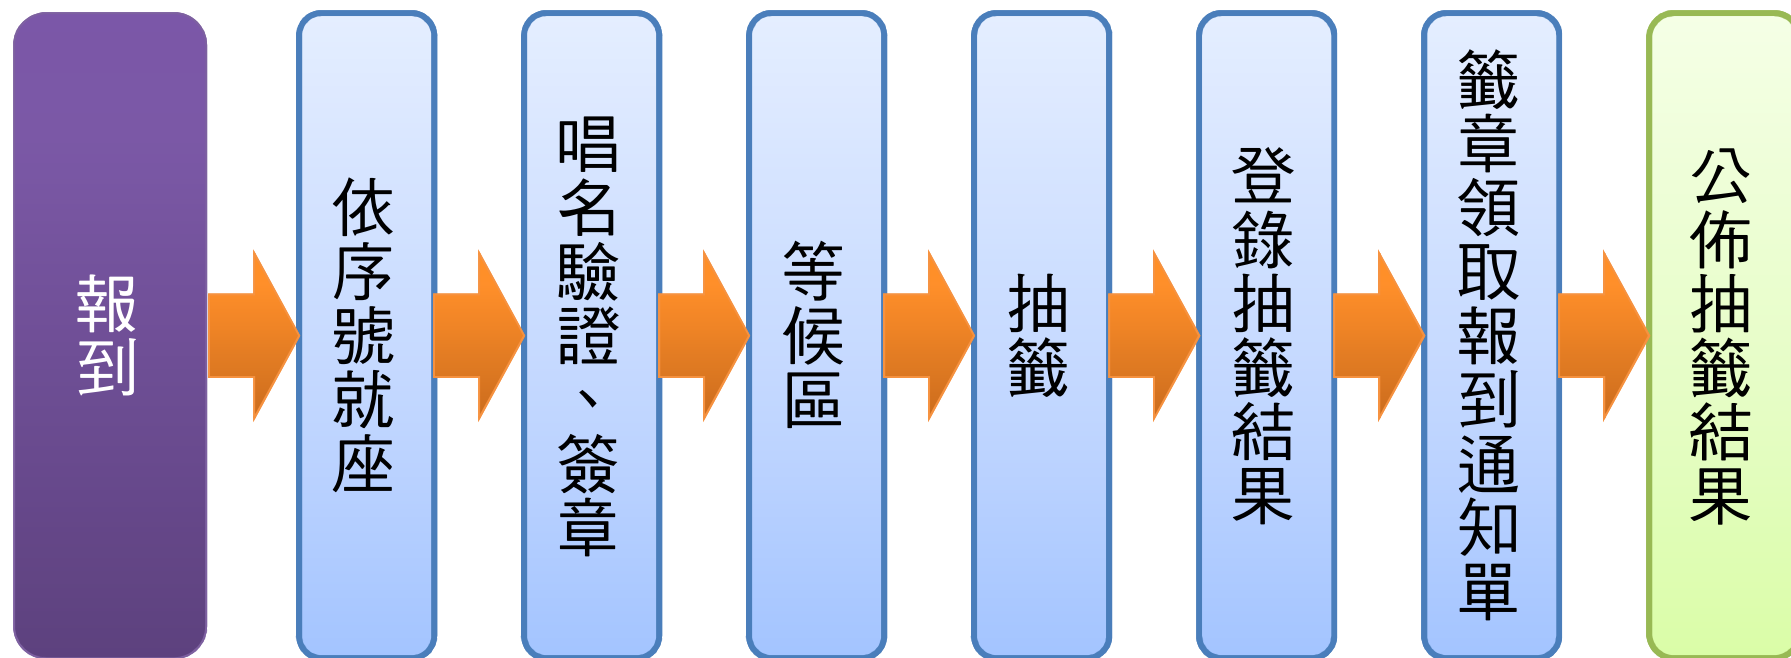 報到
依序號就座
唱名驗證、簽章
等候區
抽籤
登錄抽籤結果
籤章領取報到通知單
公佈抽籤結果